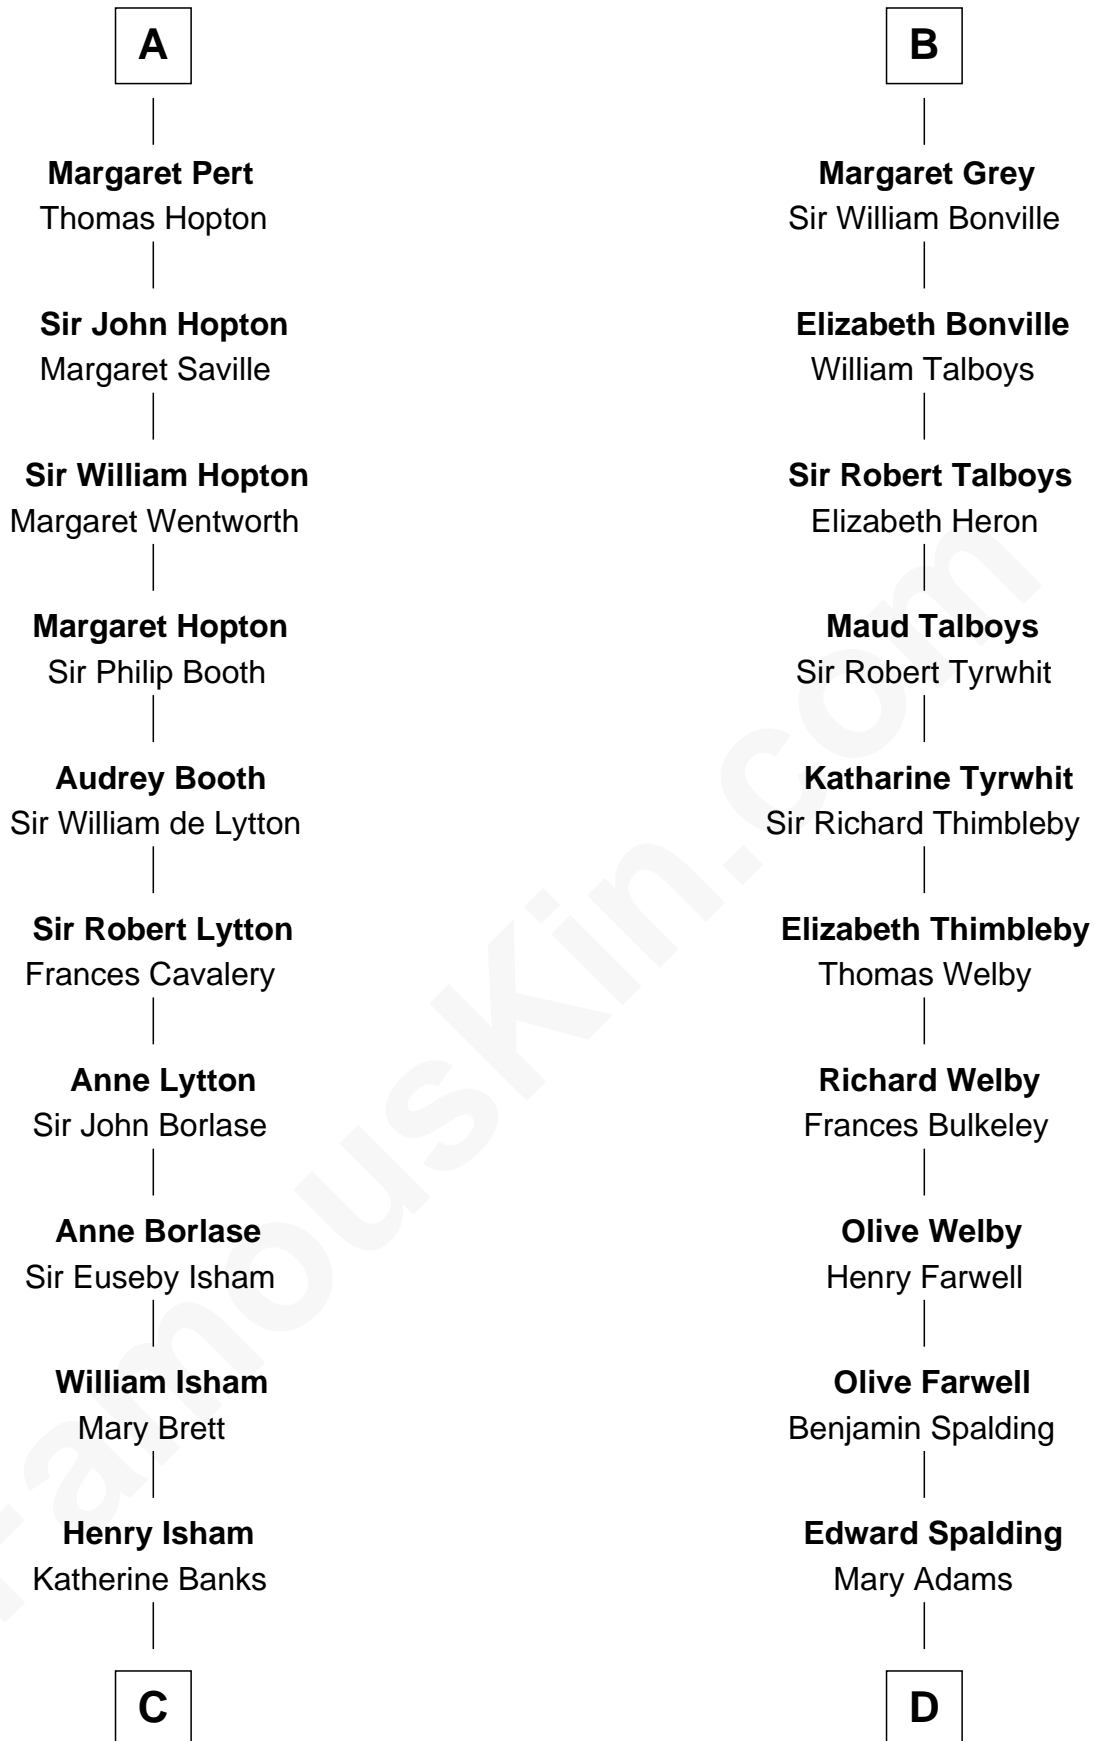 A
Margaret Pert
Thomas Hopton
Sir John Hopton
Margaret Saville
Sir William Hopton
Margaret Wentworth
Margaret Hopton
Sir Philip Booth
Audrey Booth
Sir William de Lytton
Sir Robert Lytton
Frances Cavalery
Anne Lytton
Sir John Borlase
Anne Borlase
Sir Euseby Isham
William Isham
Mary Brett
Henry Isham
Katherine Banks
C
B
Margaret Grey
Sir William Bonville
Elizabeth Bonville
William Talboys
Sir Robert Talboys
Elizabeth Heron
Maud Talboys
Sir Robert Tyrwhit
Katharine Tyrwhit
Sir Richard Thimbleby
Elizabeth Thimbleby
Thomas Welby
Richard Welby
Frances Bulkeley
Olive Welby
Henry Farwell
Olive Farwell
Benjamin Spalding
Edward Spalding
Mary Adams
D
FamousKin.com